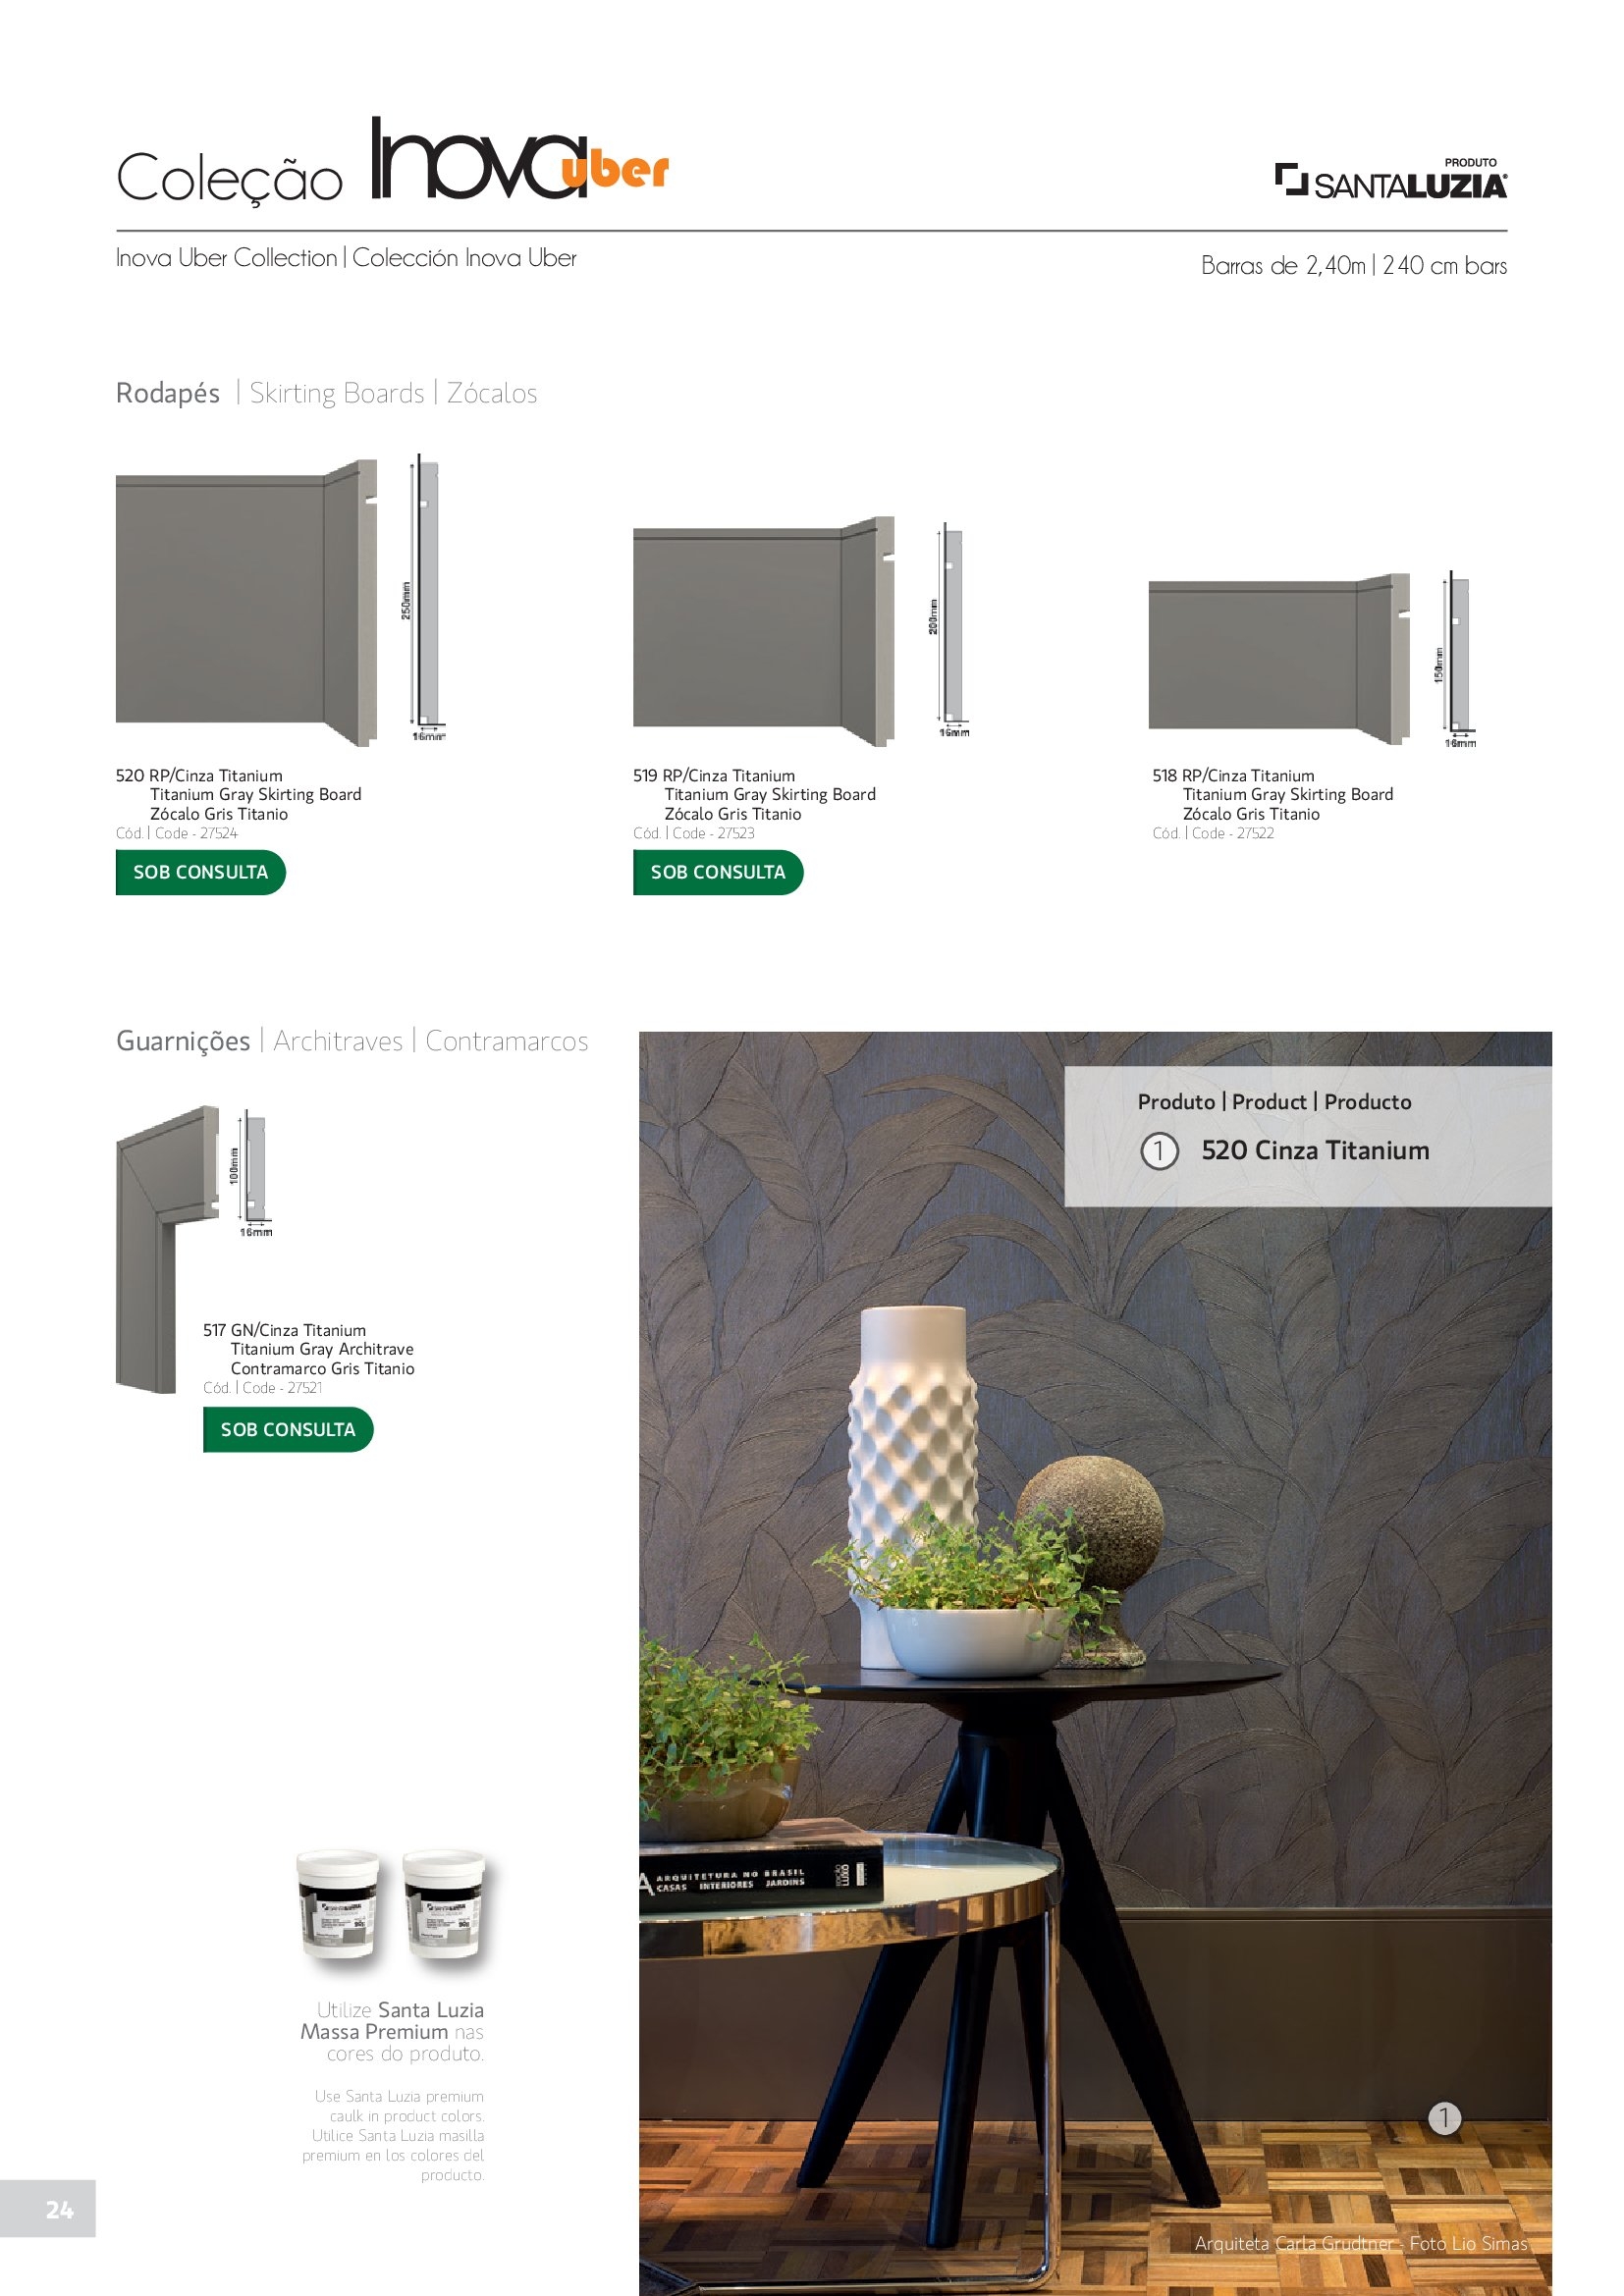 Coleção Inova uber
PRODUTO
SANTALUZIA®
Inova Uber Collection | Colección Inova Uber
Barras de 2,40m | 240 cm bars
Rodapés | Skirting Boards | Zócalos
250mm
16mm
200mm
16mm
150mm
16mm
520 RP/Cinza Titanium
Titanium Gray Skirting Board
Zócalo Gris Titanio
Cód. | Code - 27524
SOB CONSULTA
519 RP/Cinza Titanium
Titanium Gray Skirting Board
Zócalo Gris Titanio
Cód. | Code - 27523
SOB CONSULTA
518 RP/Cinza Titanium
Titanium Gray Skirting Board
Zócalo Gris Titanio
Cód. | Code - 27522
Guarnições | Architraves | Contramarcos
100mm
16mm
517 GN/Cinza Titanium
Titanium Gray Architrave
Contramarco Gris Titanio
Cód. | Code - 27521
SOB CONSULTA
Produto | Product | Producto
1 520 Cinza Titanium
ARQUITETURA NO BRASIL
CASAS INTERIORES JARDINS
SANTALUZIA
SANTALUZIA
Utilize Santa Luzia
Massa Premium nas
cores do produto.
Use Santa Luzia premium
caulk in product colors.
Utilice Santa Luzia masilla
premium en los colores del
producto.
1
24
Arquiteta Carla Grudtner - Foto Lio Simas